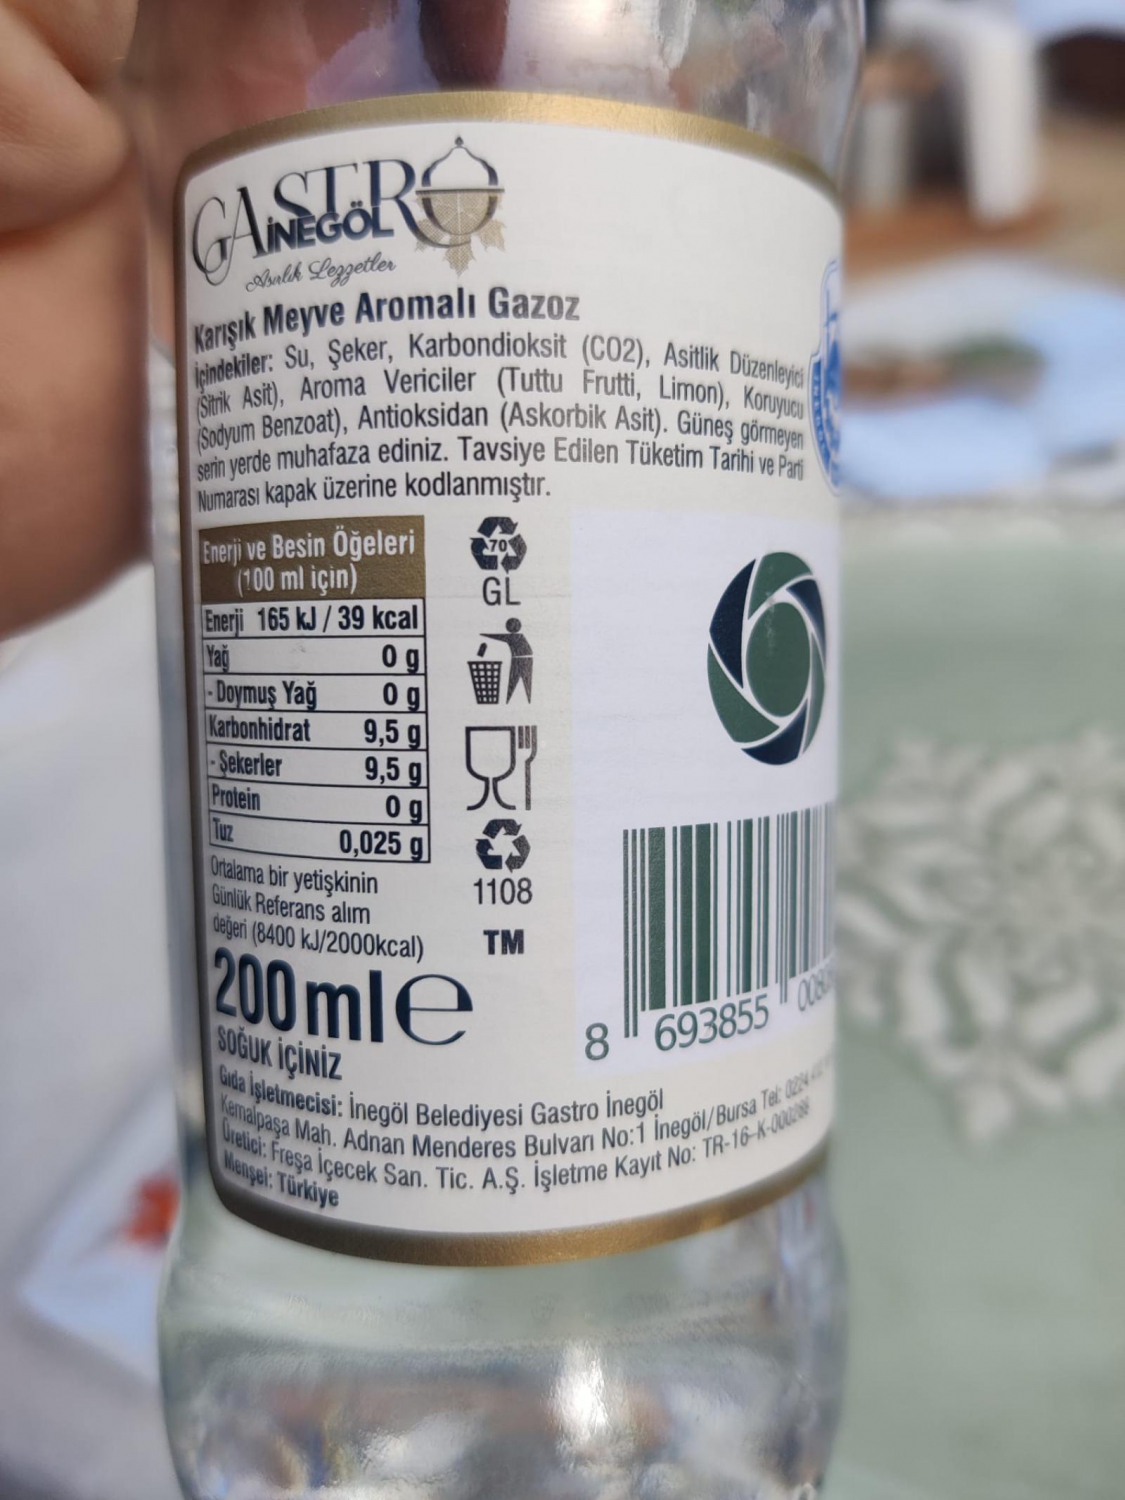 GASTRO
İNEGÖL
Asırlık Lezzetler
Karışık Meyve Aromalı Gazoz
İçindekiler: Su, Şeker, Karbondioksit (CO2), Asitlik Düzenleyici
(Sitrik Asit), Aroma Vericiler (Tuttu Frutti, Limon), Koruyucu
(Sodyum Benzoat), Antioksidan (Askorbik Asit). Güneş görmeyen
serin yerde muhafaza ediniz. Tavsiye Edilen Tüketim Tarihi ve Parti
Numarası kapak üzerine kodlanmıştır.
Enerji ve Besin Öğeleri
(100 ml için)
Enerji 165 kJ / 39 kcal
Yağ 0 g
- Doymuş Yağ 0 g
Karbonhidrat 9,5 g
- Şekerler 9,5 g
Protein 0 g
Tuz 0,025 g
Ortalama bir yetişkinin
Günlük Referans alım
değeri (8400 kJ/2000kcal)
70
GL
1108
TM
200 ml e
SOĞUK İÇİNİZ
8 693855
Gıda İşletmecisi: İnegöl Belediyesi Gastro İnegöl
Kemalpaşa Mah. Adnan Menderes Bulvarı No:1 İnegöl/Bursa Tel: 0224
Üretici: Freşa İçecek San. Tic. A.Ş. İşletme Kayıt No:
Menşei: Türkiye